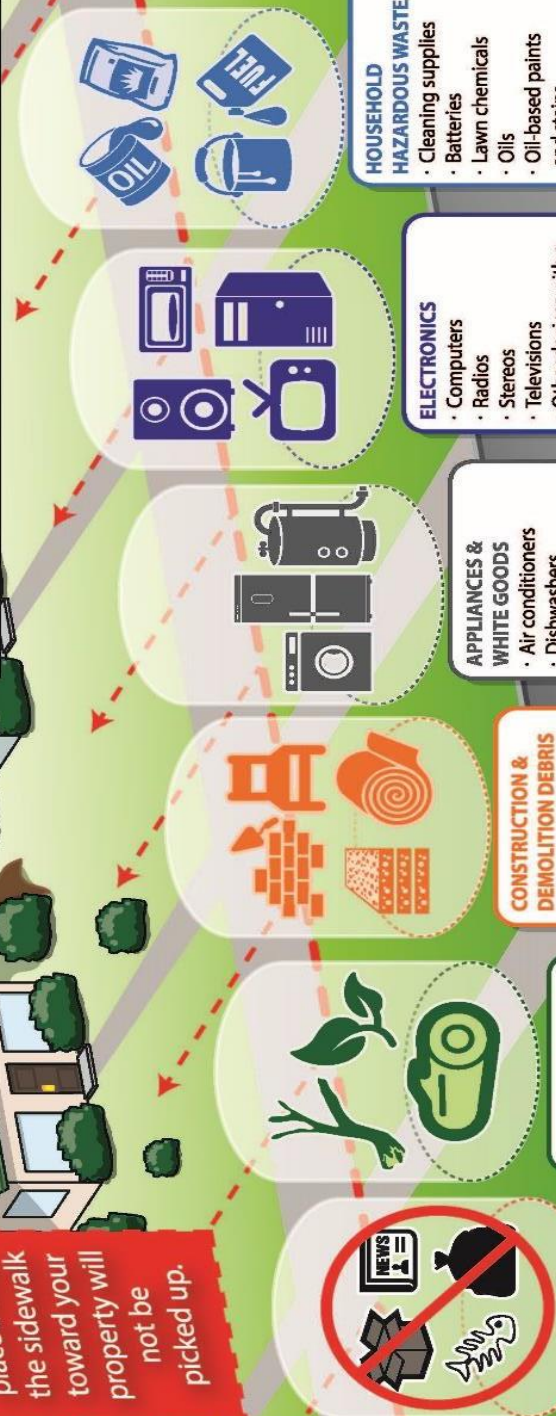 the sidewalk
toward your
property will
not be
picked up.
NEWS
OIL
FUEL
CONSTRUCTION &
DEMOLITION DEBRIS
APPLIANCES &
WHITE GOODS
· Air conditioners
· Dishwashers
ELECTRONICS
· Computers
· Radios
· Stereos
· Televisions
HOUSEHOLD
HAZARDOUS WASTE
· Cleaning supplies
· Batteries
· Lawn chemicals
· Oils
· Oil-based paints